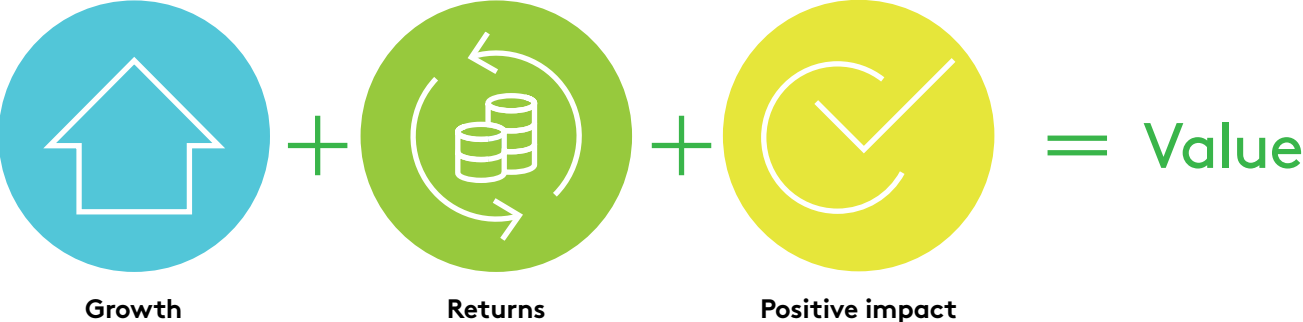 + + = Value
Growth Returns Positive impact